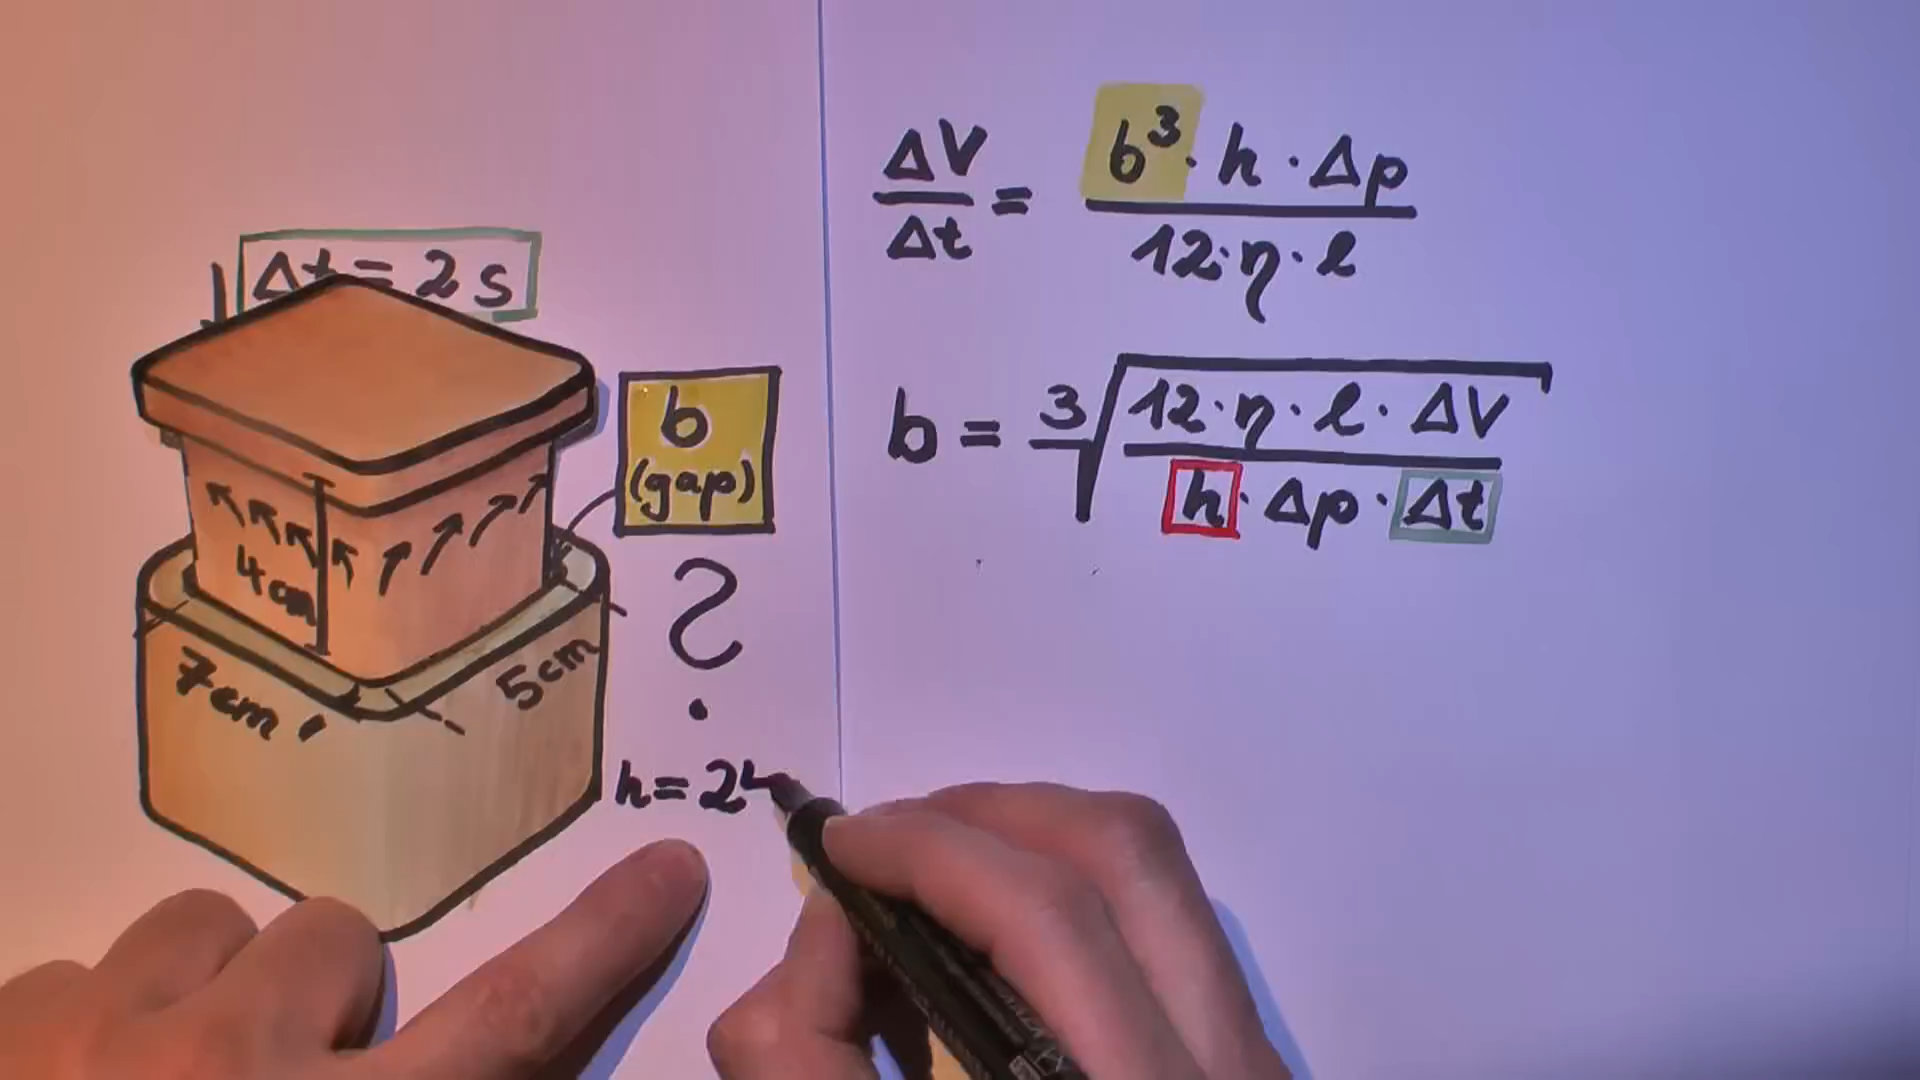 Δt = 2s
b
(gap)
?
4cm
7cm
5cm
h = 24
ΔV/Δt = b³ · h · Δp / 12 · η · l
b = ³√(12 · η · l · ΔV / h · Δp · Δt)